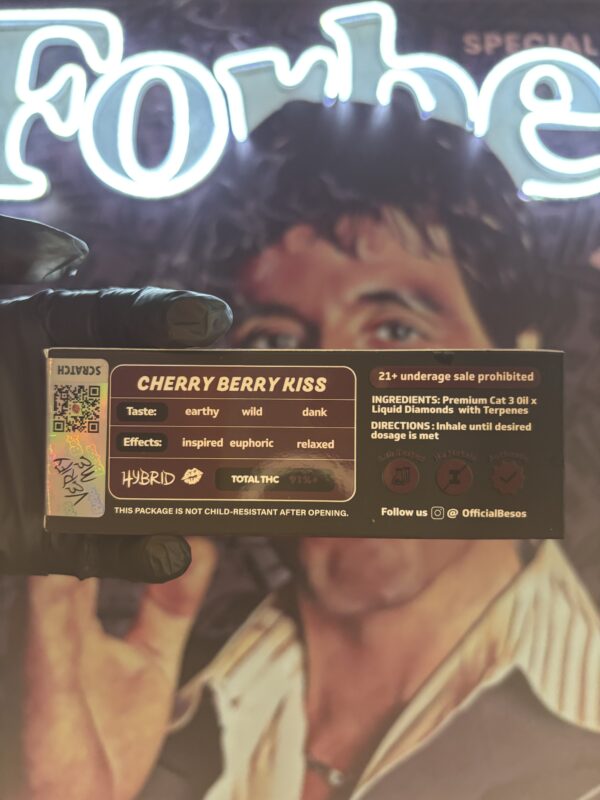 Forbe
SPECIAL
SCRATCH
VERIFY
CHERRY BERRY KISS
Taste: earthy wild dank
Effects: inspired euphoric relaxed
HYBRID TOTAL THC 91%+
THIS PACKAGE IS NOT CHILD-RESISTANT AFTER OPENING.
21+ underage sale prohibited
INGREDIENTS: Premium Cat 3 Oil x
Liquid Diamonds with Terpenes
DIRECTIONS: Inhale until desired
dosage is met
Follow us @ OfficialBesos